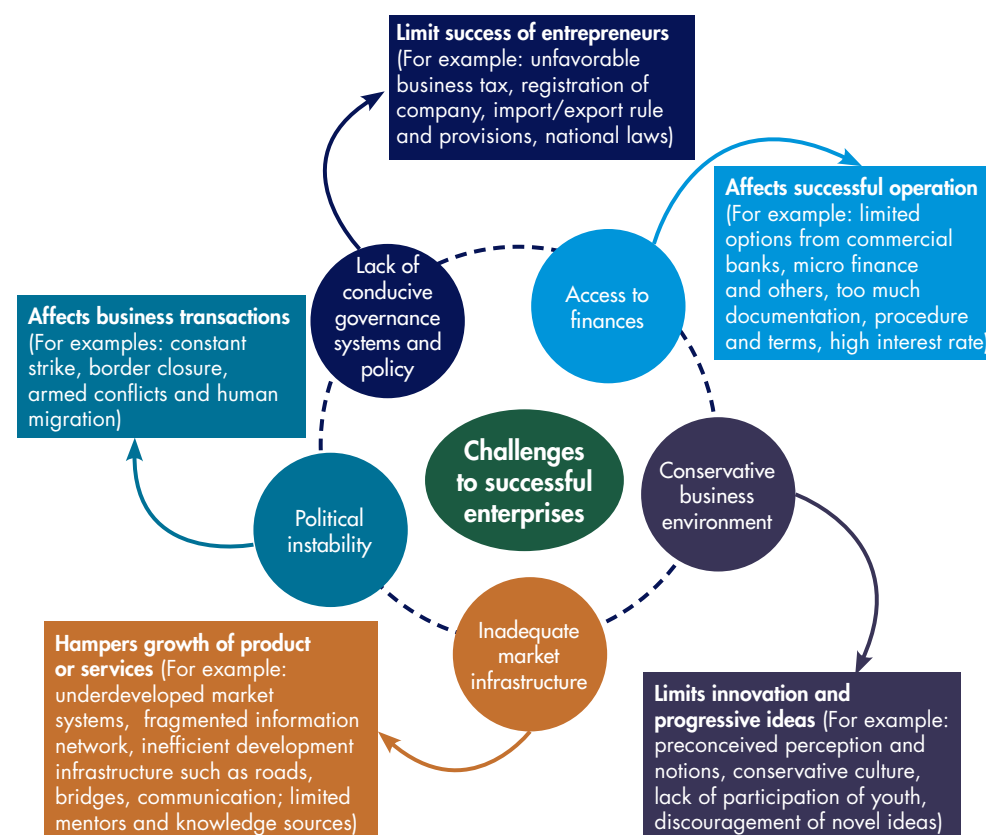 Limit success of entrepreneurs
(For example: unfavorable
business tax, registration of
company, import/export rule
and provisions, national laws)
Affects successful operation
(For example: limited
options from commercial
banks, micro finance
and others, too much
documentation, procedure
and terms, high interest rate)
Lack of
conducive
governance
systems and
policy
Access to
finances
Affects business transactions
(For examples: constant
strike, border closure,
armed conflicts and human
migration)
Challenges
to successful
enterprises
Conservative
business
environment
Political
instability
Inadequate
market
infrastructure
Hampers growth of product
or services (For example:
underdeveloped market
systems, fragmented information
network, inefficient development
infrastructure such as roads,
bridges, communication; limited
mentors and knowledge sources)
Limits innovation and
progressive ideas (For example:
preconceived perception and
notions, conservative culture,
lack of participation of youth,
discouragement of novel ideas)